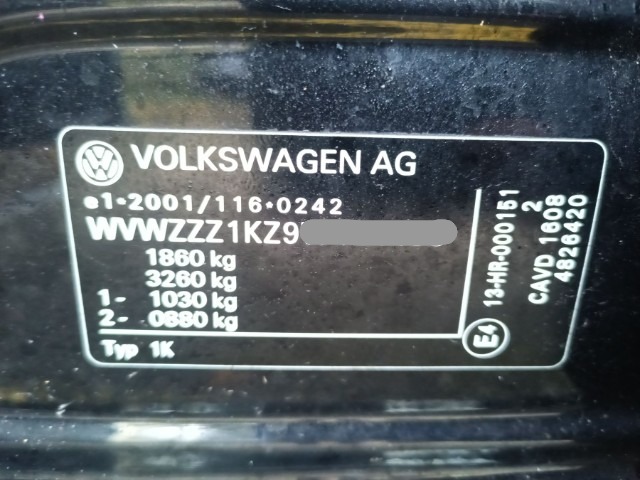 VOLKSWAGEN AG
e1*2001/116*0242
WVWZZZ1KZ9
1860 kg
3260 kg
1- 1030 kg
2- 0880 kg
Typ 1K
E4
13-HR-000151
2
CAVD 1608
4826420